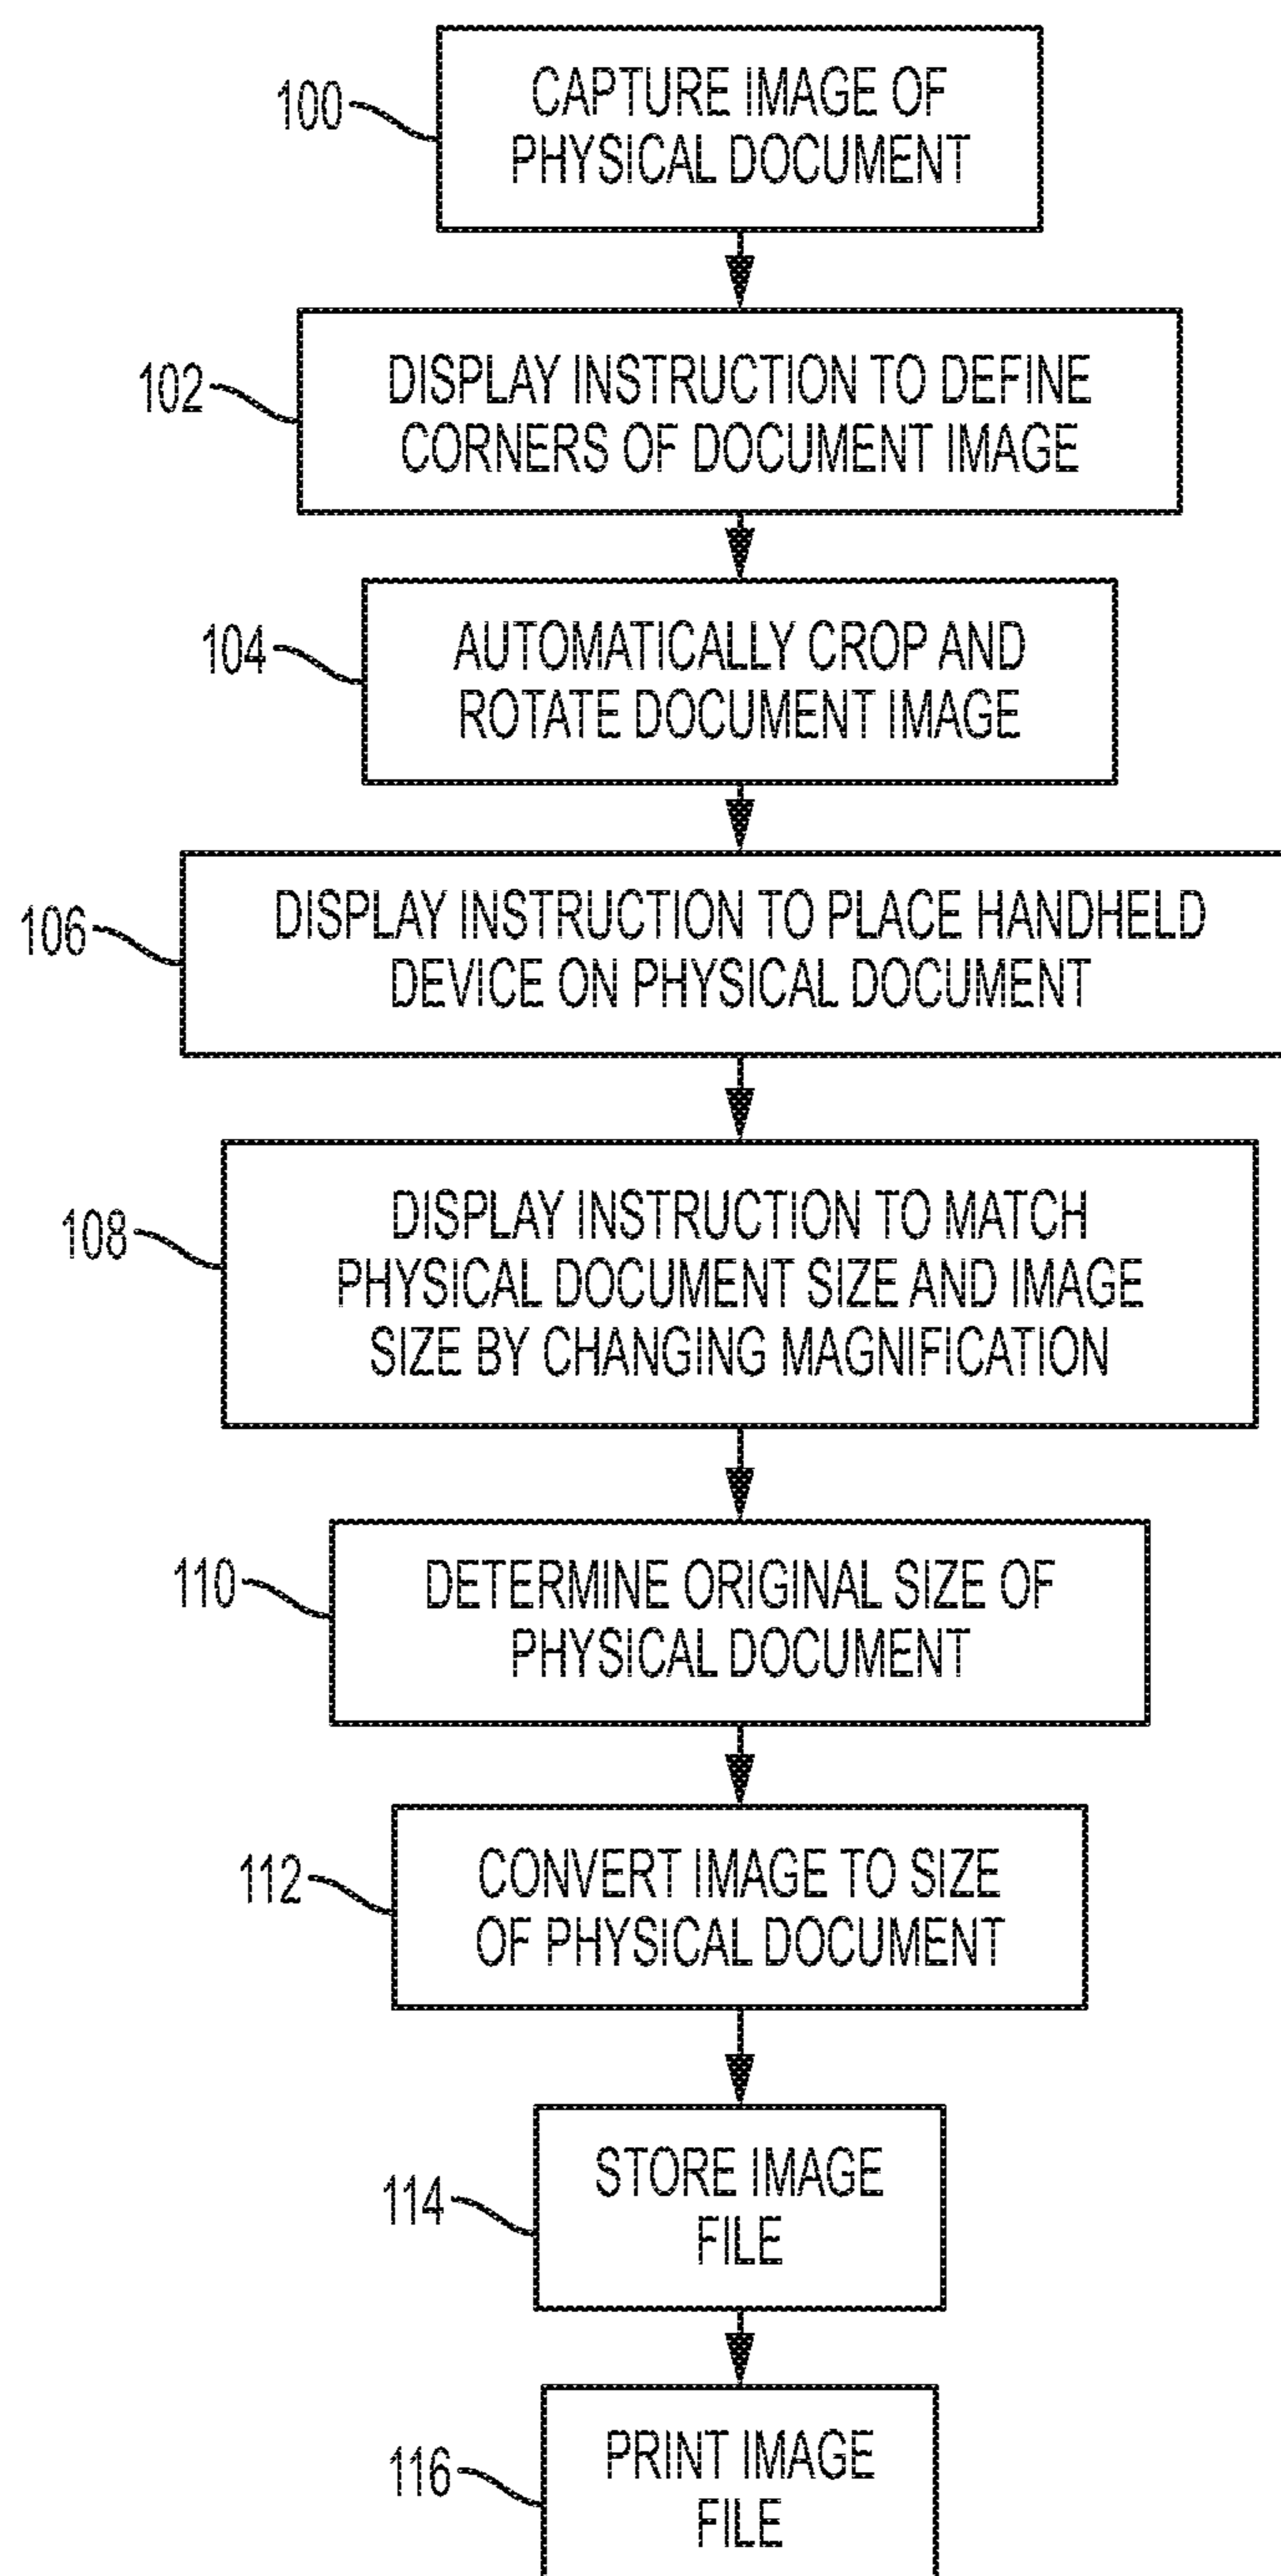 100
CAPTURE IMAGE OF
PHYSICAL DOCUMENT
102
DISPLAY INSTRUCTION TO DEFINE
CORNERS OF DOCUMENT IMAGE
104
AUTOMATICALLY CROP AND
ROTATE DOCUMENT IMAGE
106
DISPLAY INSTRUCTION TO PLACE HANDHELD
DEVICE ON PHYSICAL DOCUMENT
108
DISPLAY INSTRUCTION TO MATCH
PHYSICAL DOCUMENT SIZE AND IMAGE
SIZE BY CHANGING MAGNIFICATION
110
DETERMINE ORIGINAL SIZE OF
PHYSICAL DOCUMENT
112
CONVERT IMAGE TO SIZE
OF PHYSICAL DOCUMENT
114
STORE IMAGE
FILE
116
PRINT IMAGE
FILE